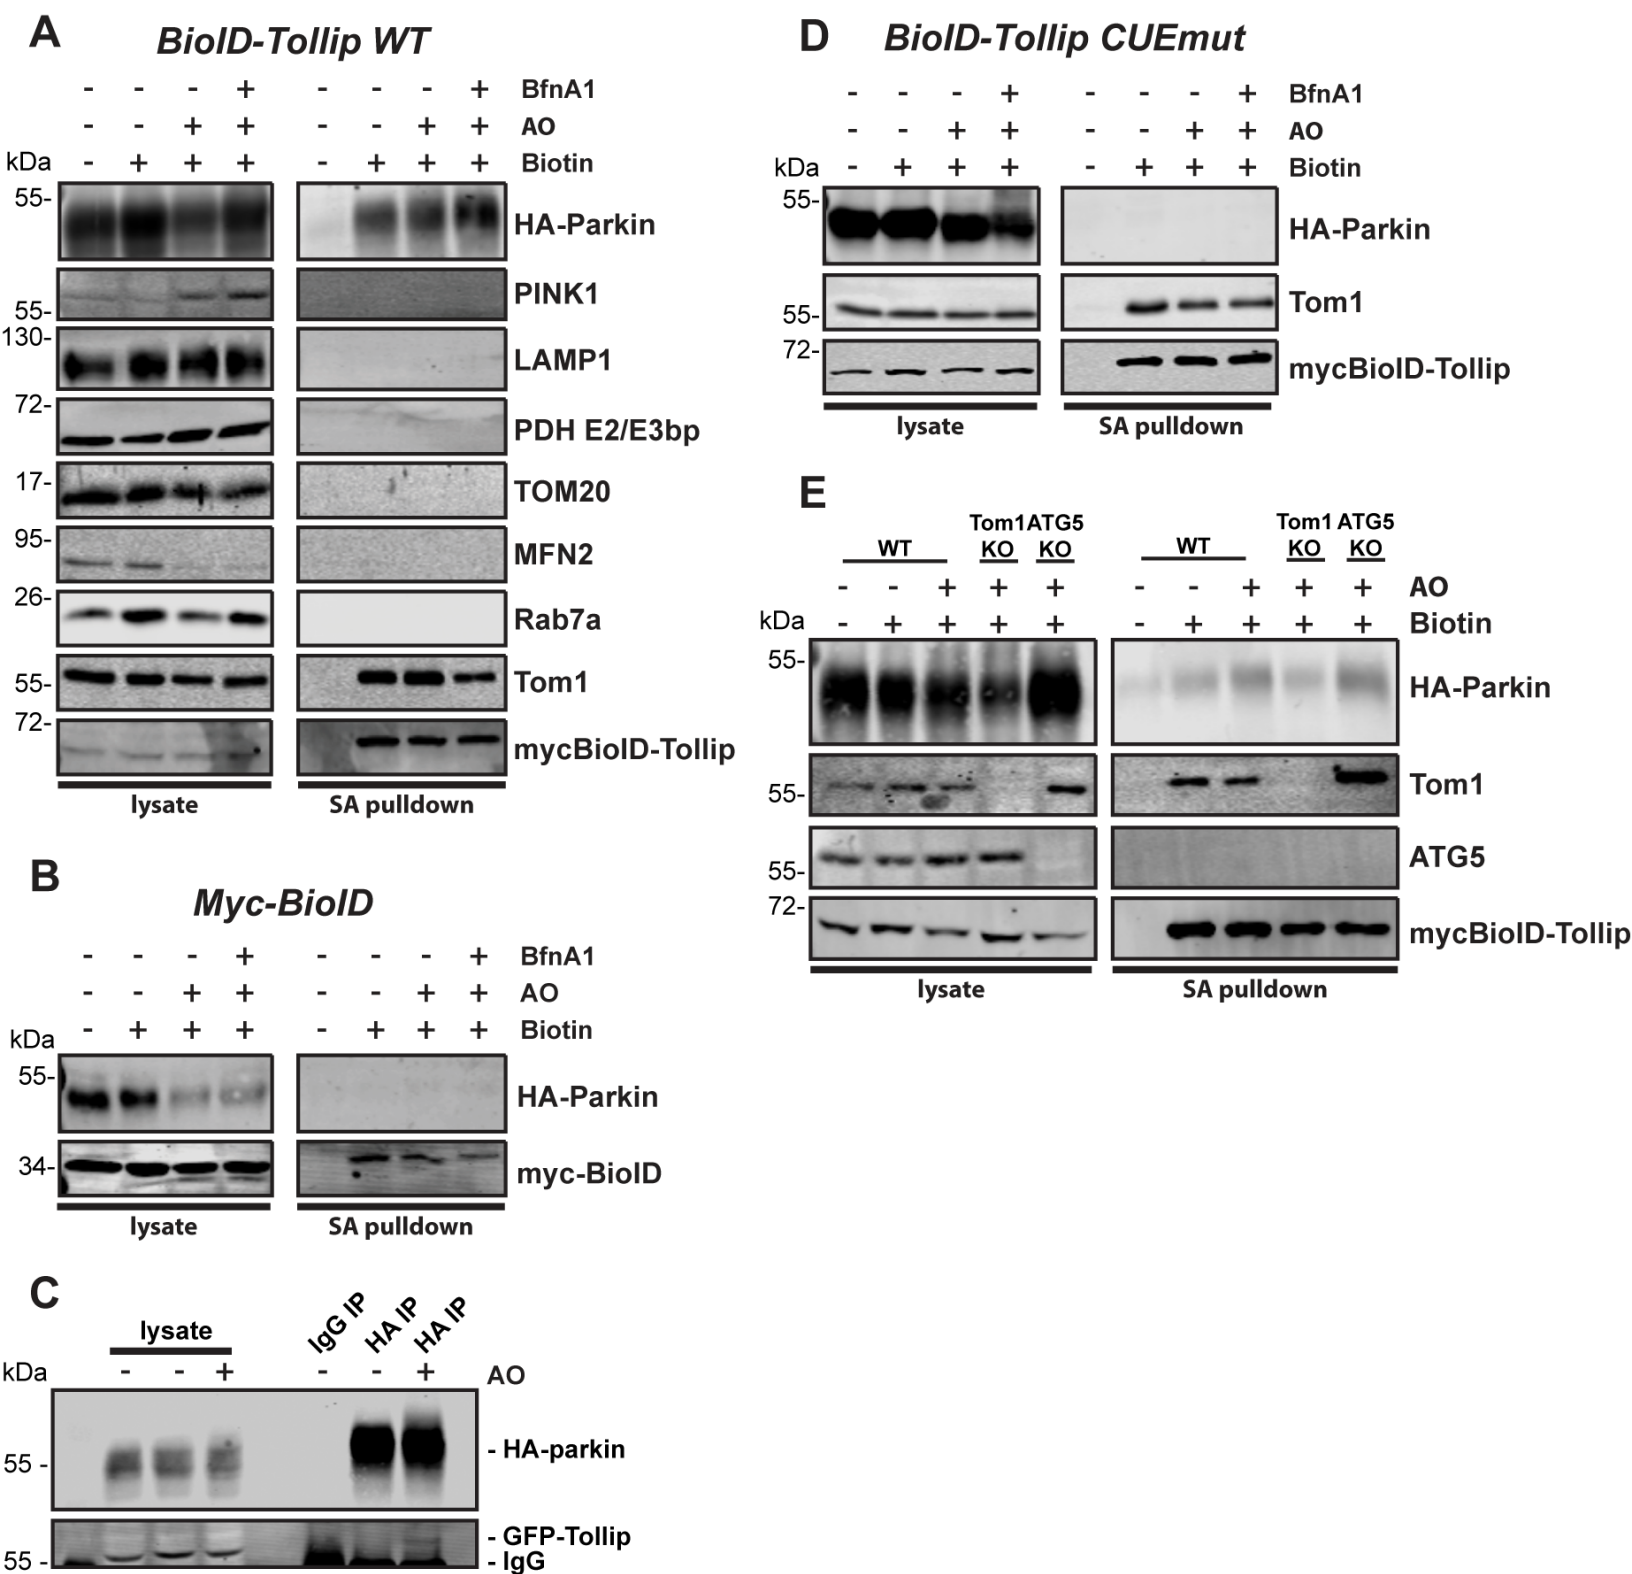 A
BioID-Tollip WT
- - - + - - - + BfnA1
- - + + - - + + AO
kDa - + + + - + + + Biotin
55- HA-Parkin
55- PINK1
130- LAMP1
72- PDH E2/E3bp
17- TOM20
95- MFN2
26- Rab7a
55- Tom1
72- mycBioID-Tollip
lysate SA pulldown
B
Myc-BioID
- - - + - - - + BfnA1
- - + + - - + + AO
- + + + - + + + Biotin
kDa
55- HA-Parkin
34- myc-BioID
lysate SA pulldown
C
lysate IgG IP HA IP HA IP
kDa - - + - - + AO
55 - - HA-parkin
- GFP-Tollip
55 - - IgG
D
BioID-Tollip CUEmut
- - - + - - - + BfnA1
- - + + - - + + AO
kDa - + + + - + + + Biotin
55- HA-Parkin
55- Tom1
72- mycBioID-Tollip
lysate SA pulldown
E
Tom1 ATG5 Tom1 ATG5
WT KO KO WT KO KO
- - + + + - - + + + AO
kDa - + + + + - + + + + Biotin
55- HA-Parkin
55- Tom1
55- ATG5
72- mycBioID-Tollip
lysate SA pulldown